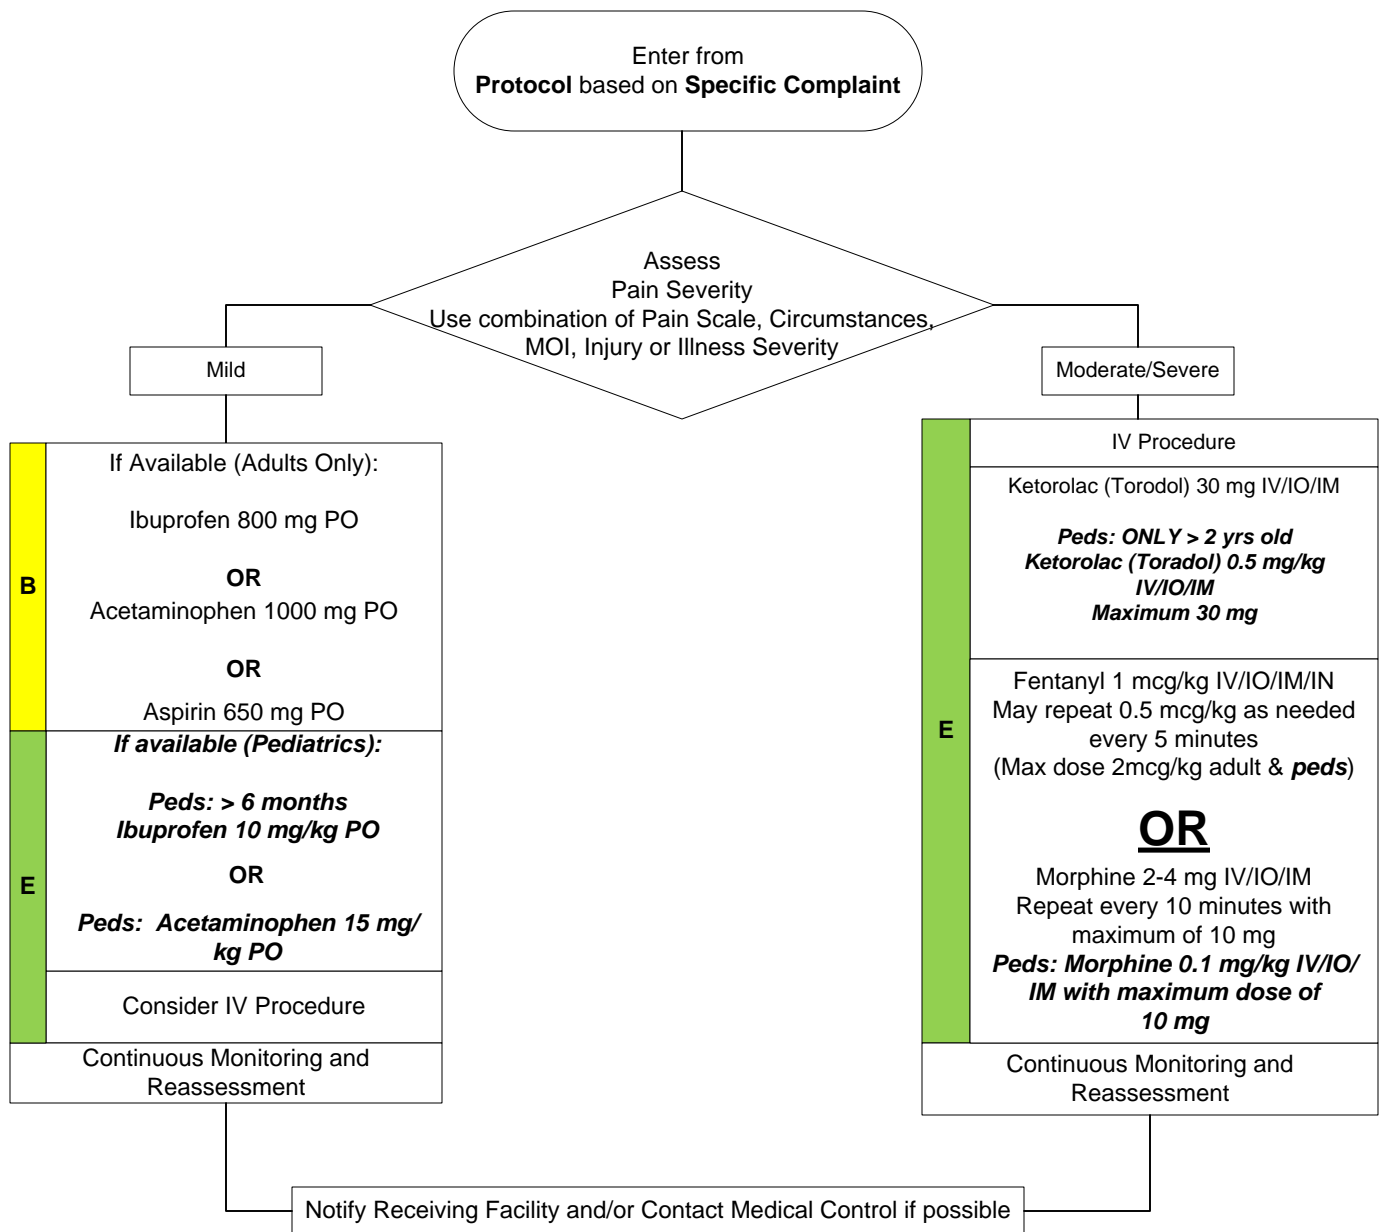 Enter from
Protocol based on Specific Complaint
Assess
Pain Severity
Use combination of Pain Scale, Circumstances,
MOI, Injury or Illness Severity
Mild
B
If Available (Adults Only):
Ibuprofen 800 mg PO
OR
Acetaminophen 1000 mg PO
OR
Aspirin 650 mg PO
E
If available (Pediatrics):
Peds: > 6 months
Ibuprofen 10 mg/kg PO
OR
Peds: Acetaminophen 15 mg/
kg PO
Consider IV Procedure
Continuous Monitoring and
Reassessment
Moderate/Severe
E
IV Procedure
Ketorolac (Torodol) 30 mg IV/IO/IM
Peds: ONLY > 2 yrs old
Ketorolac (Toradol) 0.5 mg/kg
IV/IO/IM
Maximum 30 mg
Fentanyl 1 mcg/kg IV/IO/IM/IN
May repeat 0.5 mcg/kg as needed
every 5 minutes
(Max dose 2mcg/kg adult & peds)
OR
Morphine 2-4 mg IV/IO/IM
Repeat every 10 minutes with
maximum of 10 mg
Peds: Morphine 0.1 mg/kg IV/IO/
IM with maximum dose of
10 mg
Continuous Monitoring and
Reassessment
Notify Receiving Facility and/or Contact Medical Control if possible